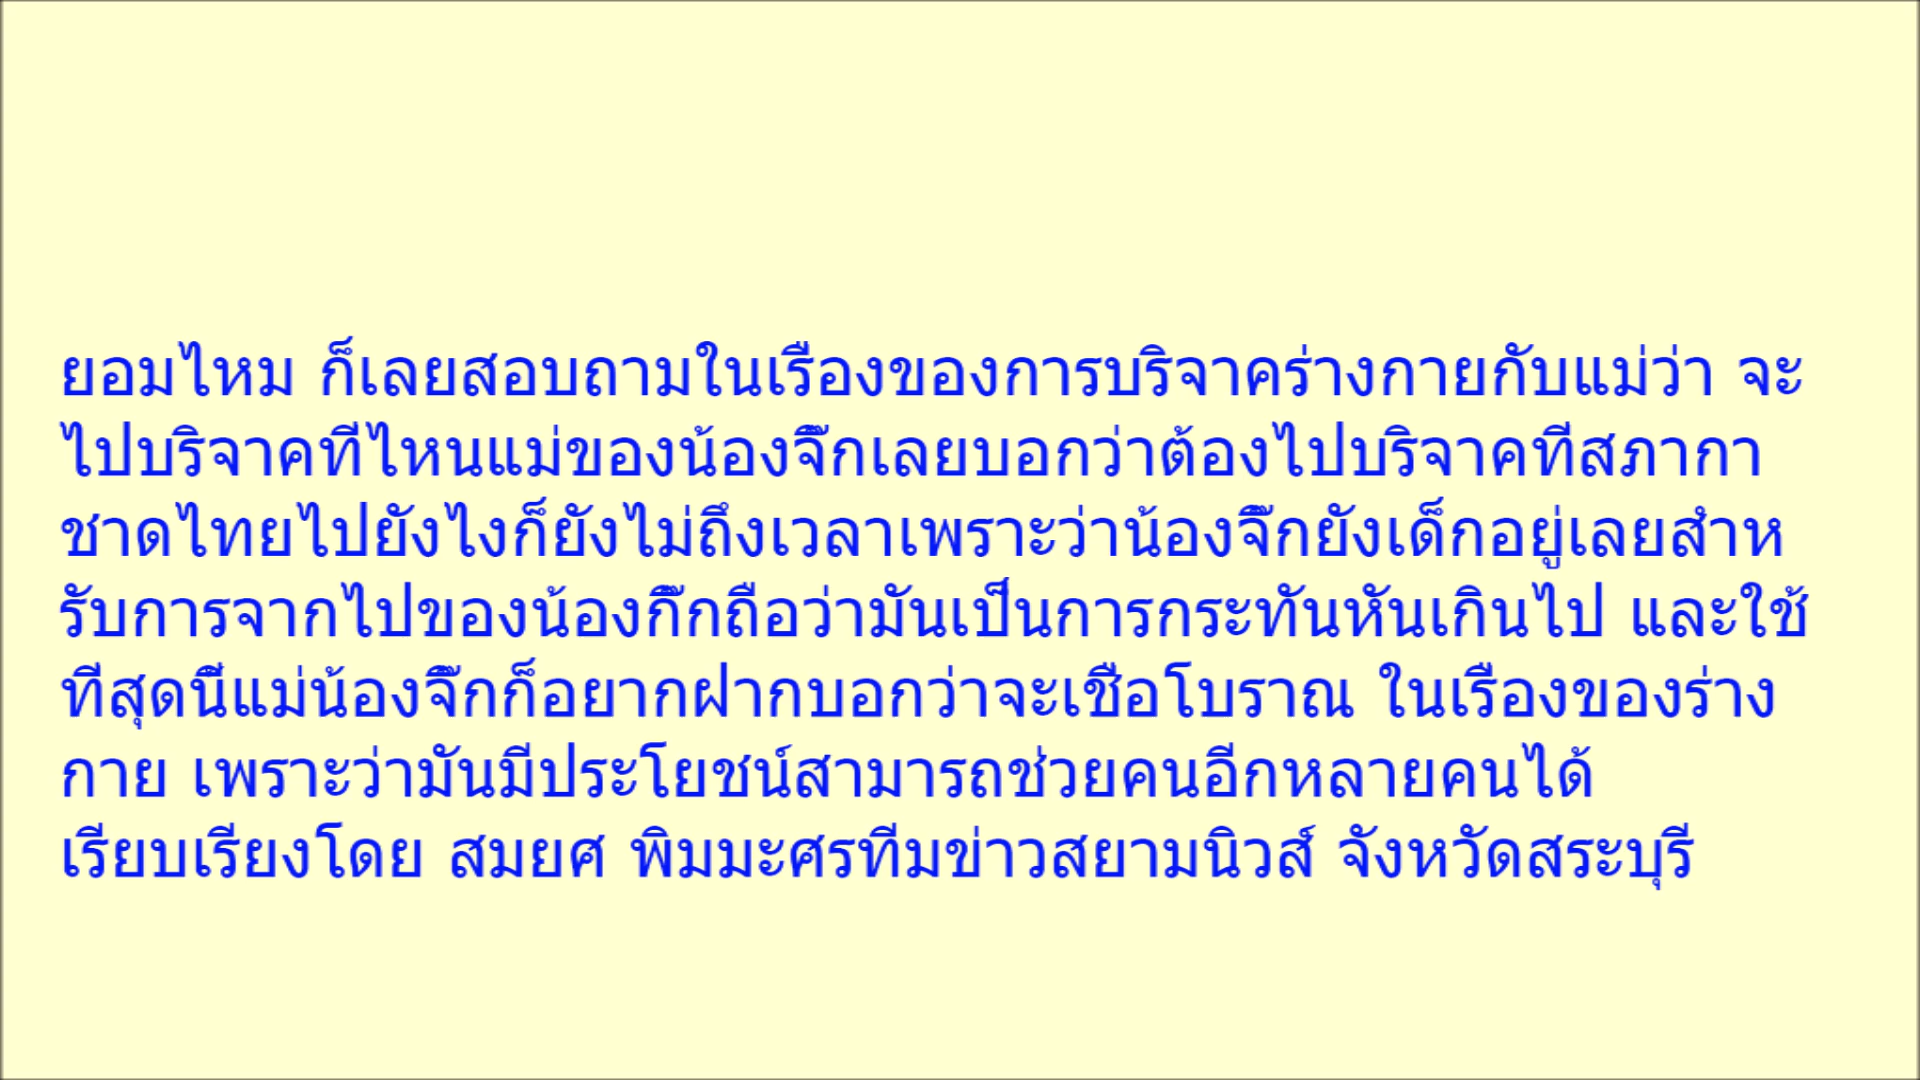 ยอมไหม ก็เลยสอบถามในเรื่องของการบริจาคร่างกายกับแม่ว่า จะ
ไปบริจาคที่ไหนแม่ของน้องจิ๊กเลยบอกว่าต้องไปบริจาคที่สภากา
ชาดไทยไปยังไงก็ยังไม่ถึงเวลาเพราะว่าน้องจิ๊กยังเด็กอยู่เลยสำห
รับการจากไปของน้องกิ๊กถือว่ามันเป็นการกระทันหันเกินไป และใช้
ที่สุดนี้แม่น้องจิ๊กก็อยากฝากบอกว่าจะเชื่อโบราณ ในเรื่องของร่าง
กาย เพราะว่ามันมีประโยชน์สามารถช่วยคนอีกหลายคนได้
เรียบเรียงโดย สมยศ พิมมะศรทีมข่าวสยามนิวส์ จังหวัดสระบุรี